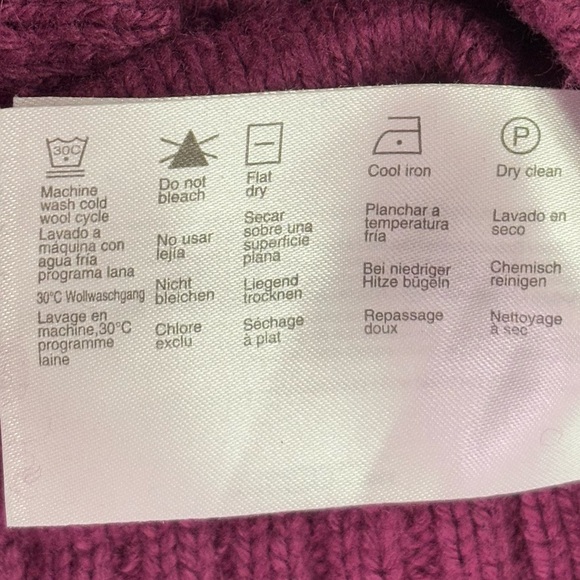 30C
Machine
wash cold
wool cycle
Lavado a
máquina con
agua fría
programa lana
30°C Wollwaschgang
Lavage en
machine,30°C
programme
laine
Do not
bleach
No usar
lejía
Nicht
bleichen
Chlore
exclu
Flat
dry
Secar
sobre una
superficie
plana
Liegend
trocknen
Séchage
à plat
Cool iron
Planchar a
temperatura
fría
Bei niedriger
Hitze bügeln
Repassage
doux
P
Dry clean
Lavado en
seco
Chemisch
reinigen
Nettoyage
à sec